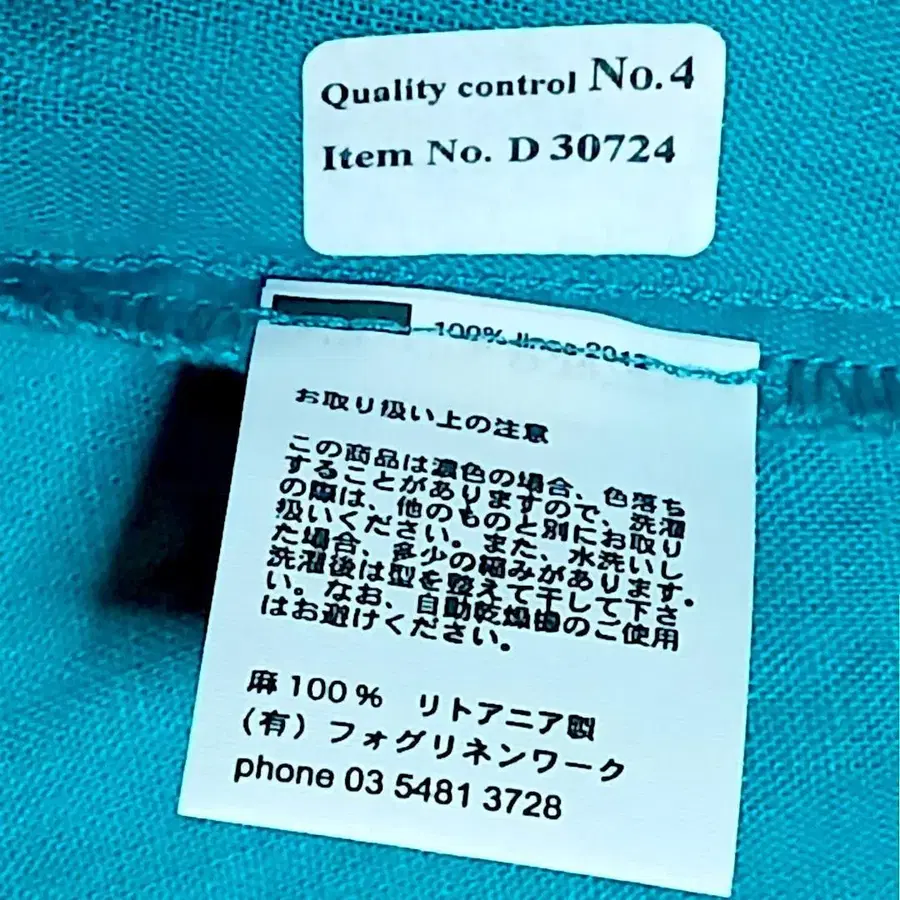 Quality control No.4
Item No. D 30724
100%
お取り扱い上の注意
この商品は濃色の場合、色落ち
することがありますので、洗濯
の際は、他のものと別にお取り
扱いください。また、水洗いし
た場合、多少の縮みがあります。
洗濯後は型を整えて干して下さ
い。なお、自動乾燥機のご使用
はお避けください。
麻100％ リトアニア製
（有）フォグリネンワーク
phone 03 5481 3728